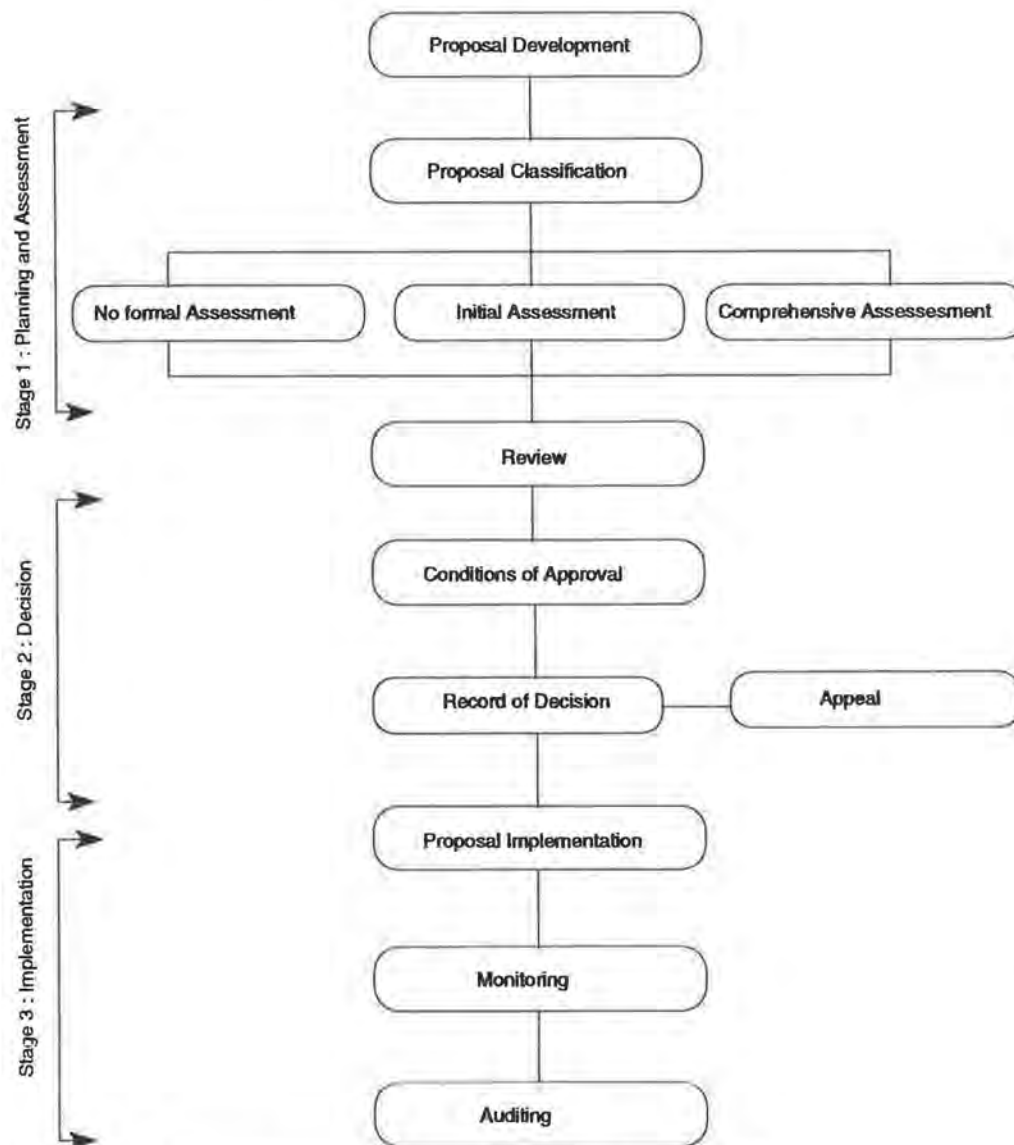 Proposal Development
Stage 1 : Planning and Assessment
Proposal Classification
No formal Assessment
Initial Assessment
Comprehensive Assessesment
Review
Stage 2 : Decision
Conditions of Approval
Record of Decision
Appeal
Stage 3 : Implementation
Proposal Implementation
Monitoring
Auditing